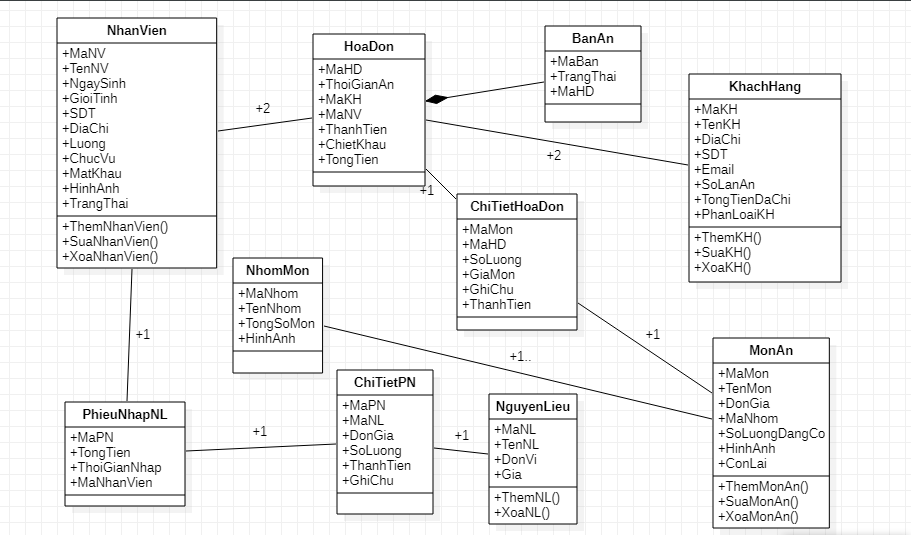 NhanVien
+MaNV
+TenNV
+NgaySinh
+GioiTinh
+SDT
+DiaChi
+Luong
+ChucVu
+MatKhau
+HinhAnh
+TrangThai
+ThemNhanVien()
+SuaNhanVien()
+XoaNhanVien()
+2
HoaDon
+MaHD
+ThoiGianAn
+MaKH
+MaNV
+ThanhTien
+ChietKhau
+TongTien
BanAn
+MaBan
+TrangThai
+MaHD
+2
KhachHang
+MaKH
+TenKH
+DiaChi
+SDT
+Email
+SoLanAn
+TongTienDaChi
+PhanLoaiKH
+ThemKH()
+SuaKH()
+XoaKH()
+1
ChiTietHoaDon
+MaMon
+MaHD
+SoLuong
+GiaMon
+GhiChu
+ThanhTien
NhomMon
+MaNhom
+TenNhom
+TongSoMon
+HinhAnh
+1
+1
+1..
MonAn
+MaMon
+TenMon
+DonGia
+MaNhom
+SoLuongDangCo
+HinhAnh
+ConLai
+ThemMonAn()
+SuaMonAn()
+XoaMonAn()
PhieuNhapNL
+MaPN
+TongTien
+ThoiGianNhap
+MaNhanVien
+1
ChiTietPN
+MaPN
+MaNL
+DonGia
+SoLuong
+ThanhTien
+GhiChu
+1
NguyenLieu
+MaNL
+TenNL
+DonVi
+Gia
+ThemNL()
+XoaNL()